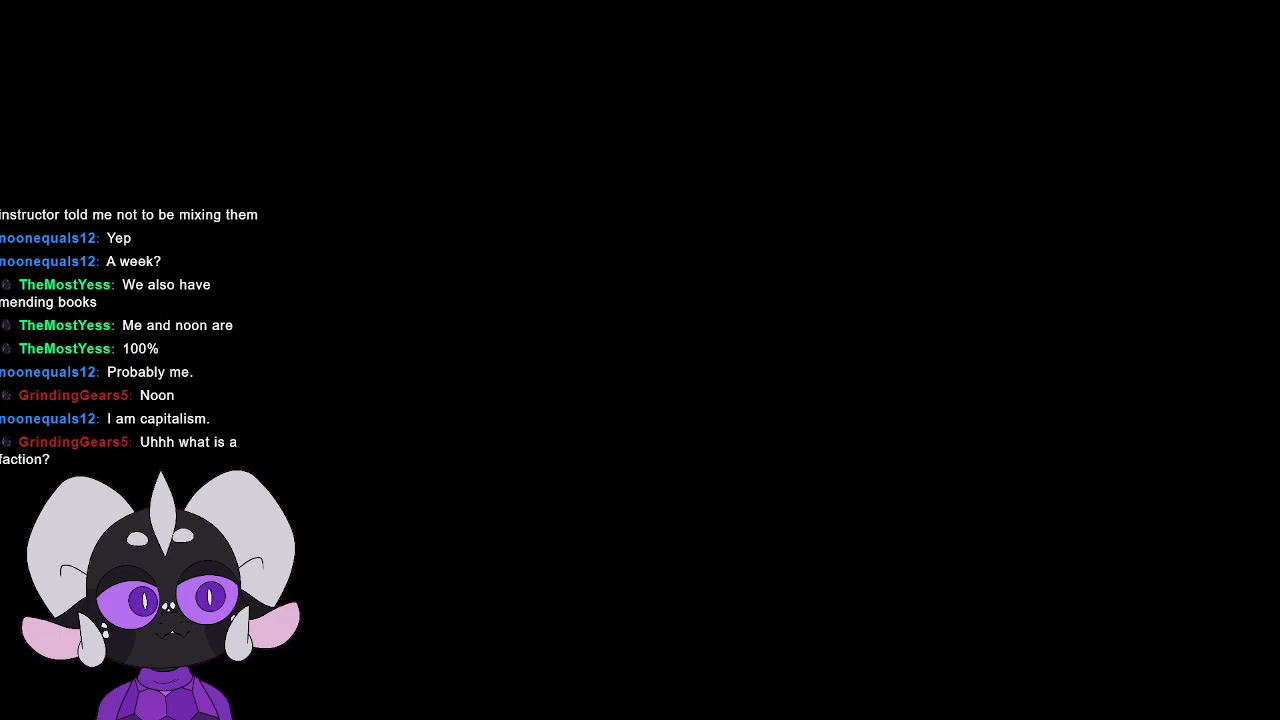 instructor told me not to be mixing them
noonequals12: Yep
noonequals12: A week?
TheMostYess: We also have
mending books
TheMostYess: Me and noon are
TheMostYess: 100%
noonequals12: Probably me.
GrindingGears5: Noon
noonequals12: I am capitalism.
GrindingGears5: Uhhh what is a
faction?